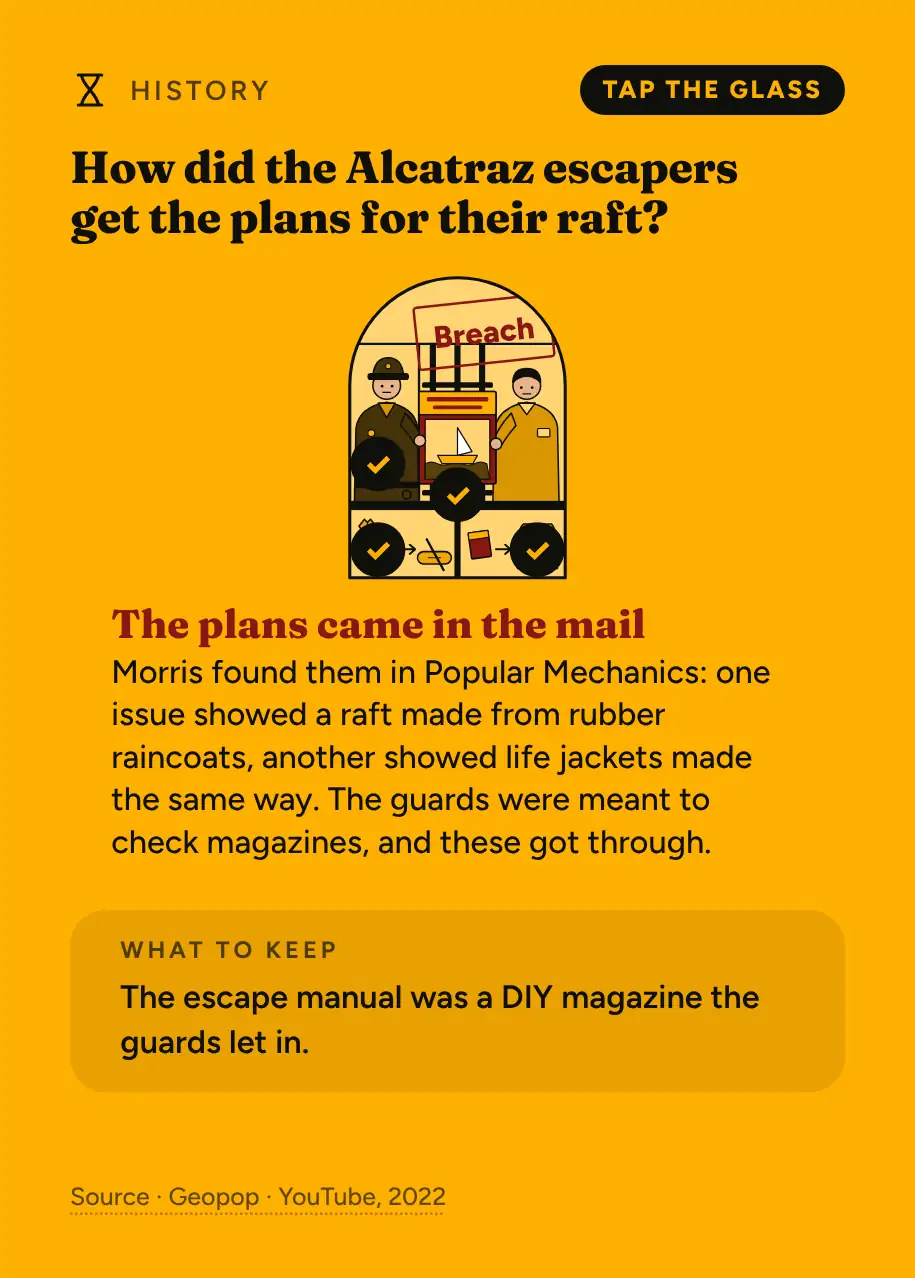 HISTORY
TAP THE GLASS
How did the Alcatraz escapers
get the plans for their raft?
Breach
The plans came in the mail
Morris found them in Popular Mechanics: one
issue showed a raft made from rubber
raincoats, another showed life jackets made
the same way. The guards were meant to
check magazines, and these got through.
WHAT TO KEEP
The escape manual was a DIY magazine the
guards let in.
Source · Geopop · YouTube, 2022